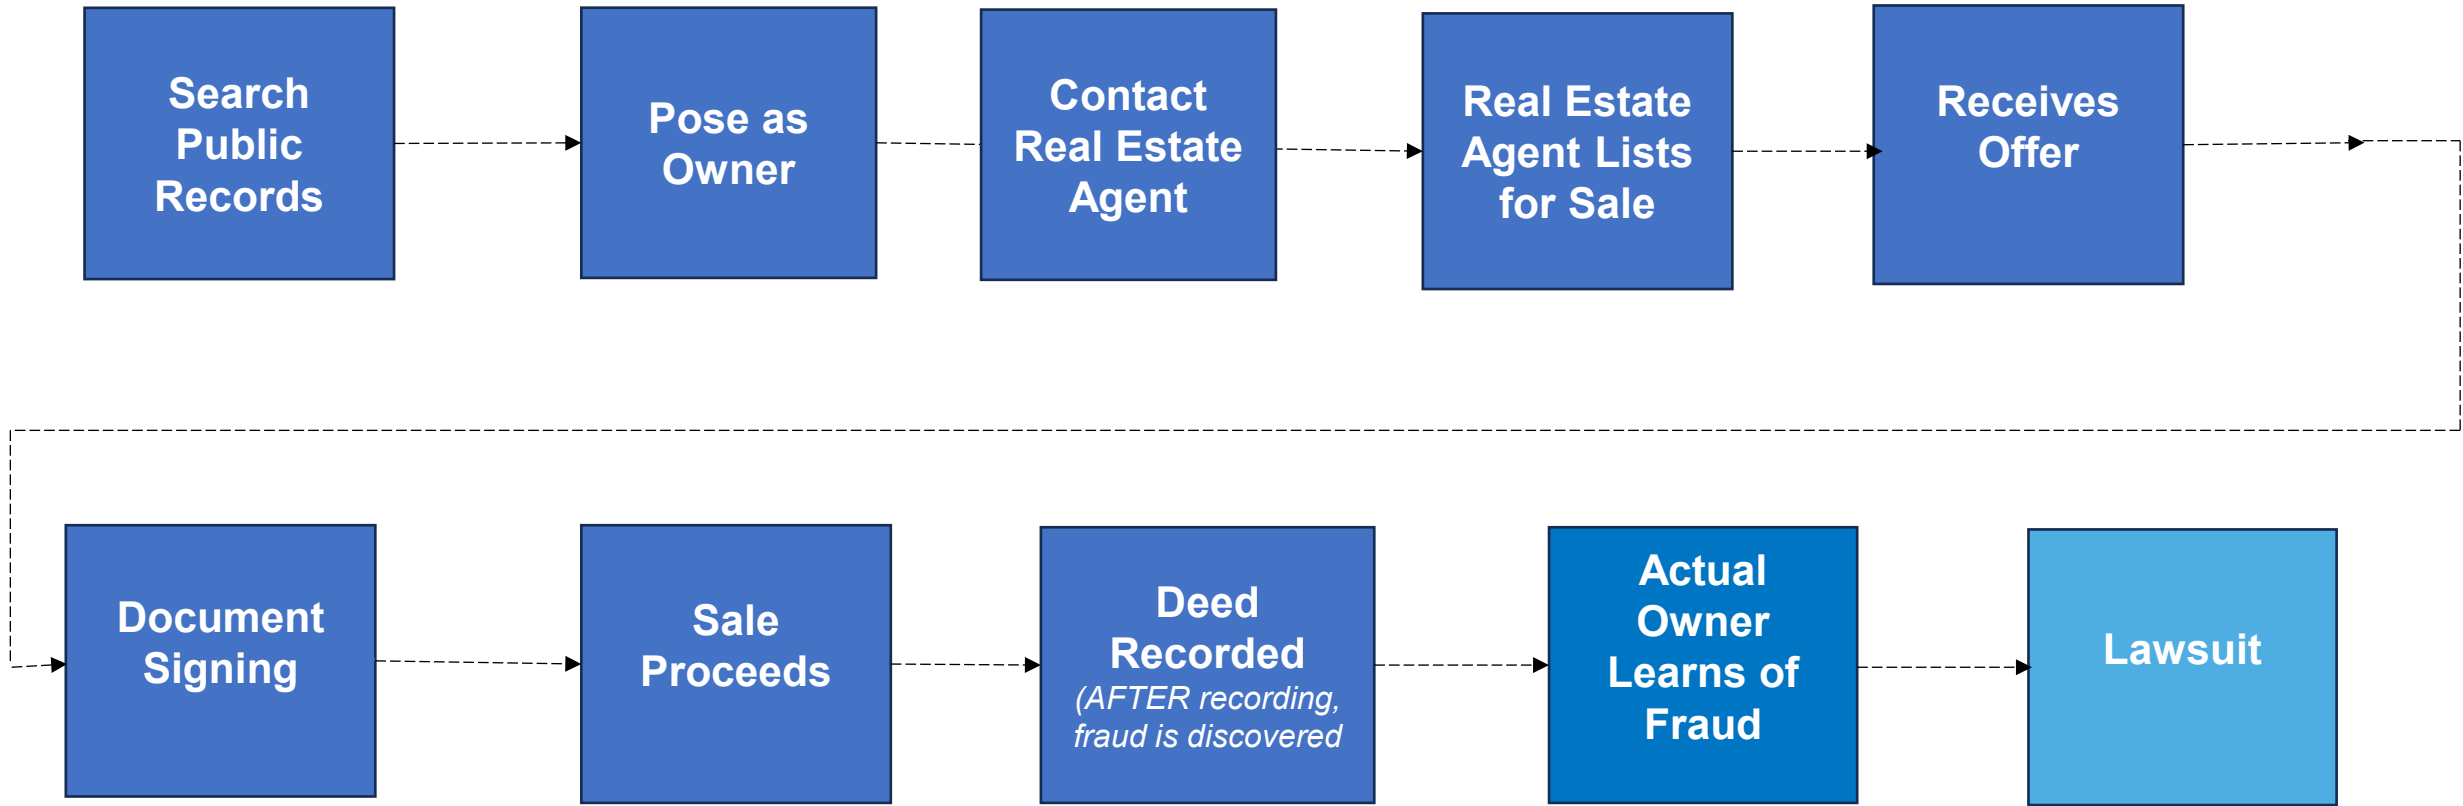 Search
Public
Records
Pose as
Owner
Contact
Real Estate
Agent
Real Estate
Agent Lists
for Sale
Receives
Offer
Document
Signing
Sale
Proceeds
Deed
Recorded
(AFTER recording,
fraud is discovered
Actual
Owner
Learns of
Fraud
Lawsuit